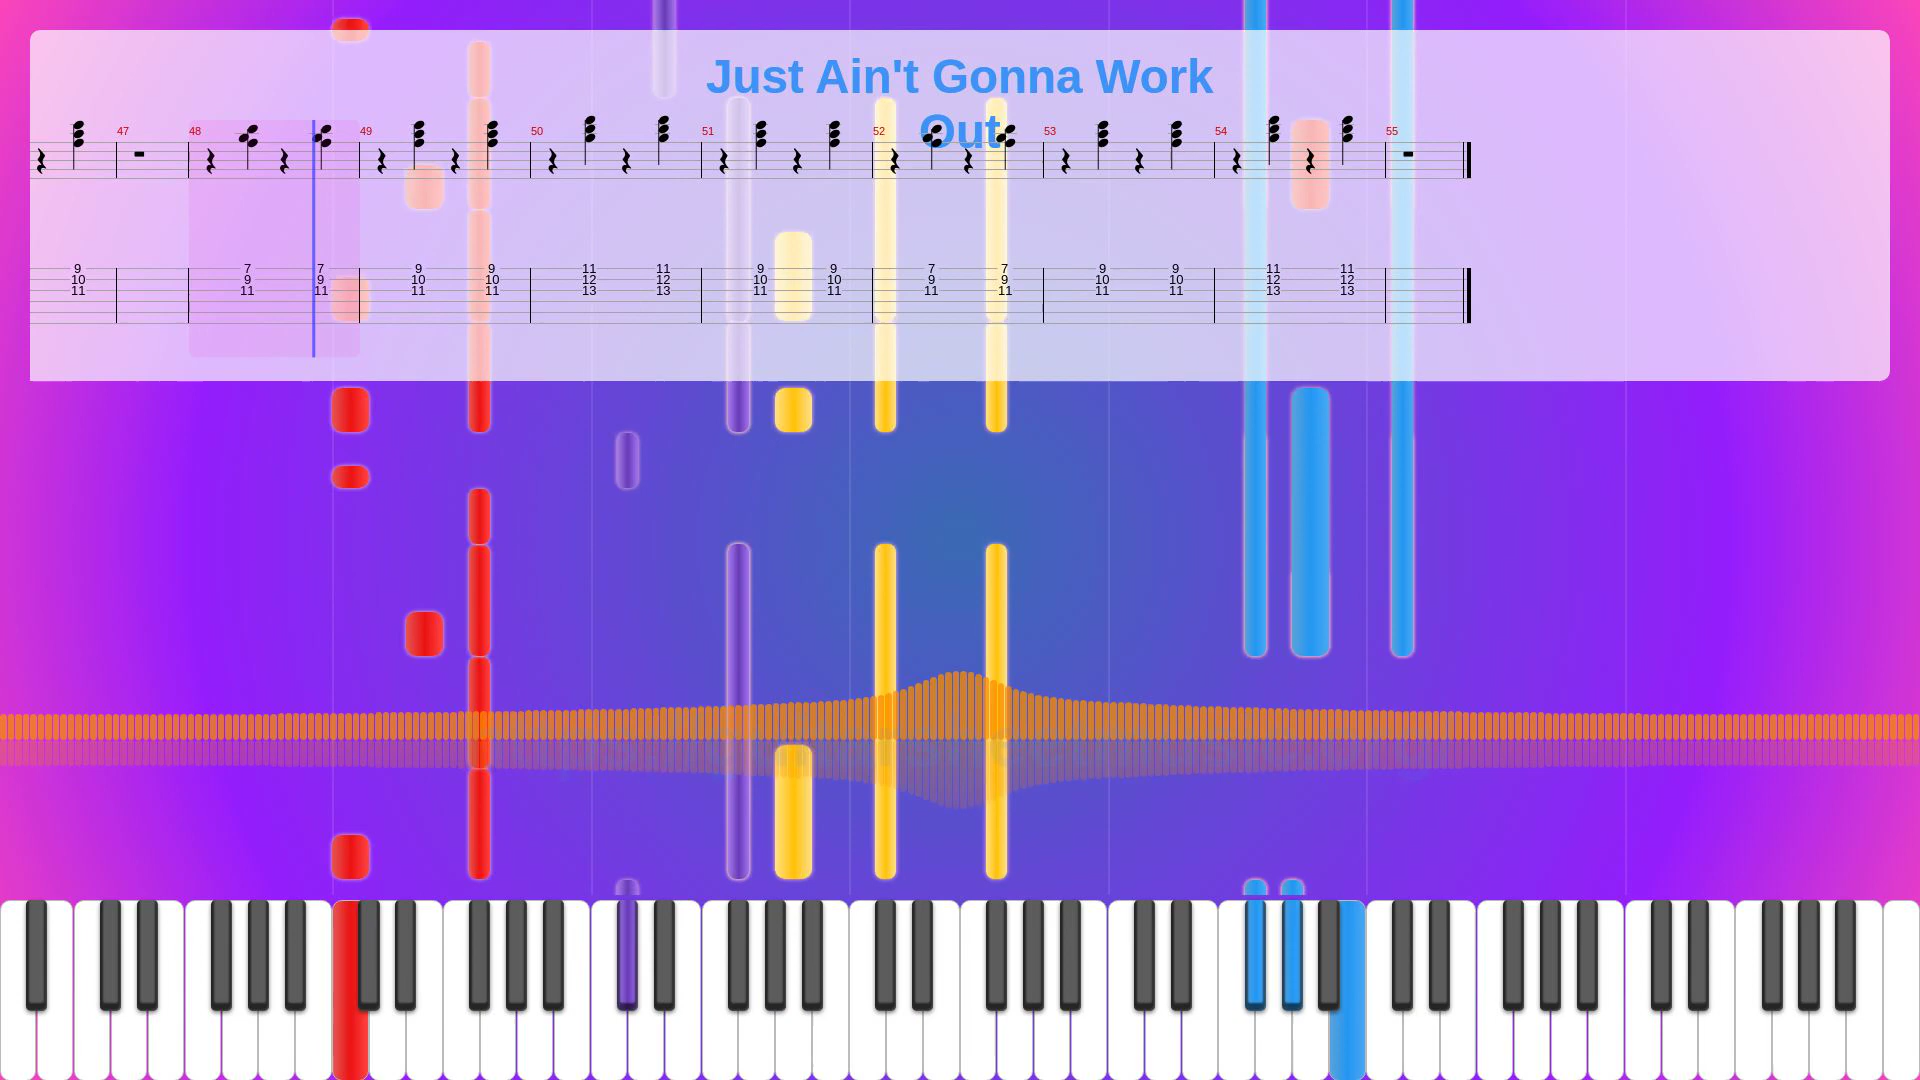 Just Ain't Gonna Work
Out
47 48 49 50 51 52 53 54 55
9 7 7 9 9 11 11 9 9 7 7 9 9 11 11
10 9 9 10 10 12 12 10 10 9 9 10 10 12 12
11 11 11 11 11 13 13 11 11 11 11 11 11 13 13